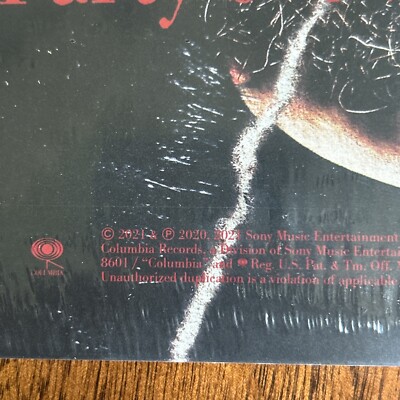 Party
© 2021 & ℗ 2020, 2021 Sony Music Entertainment
Columbia Records, a Division of Sony Music Entertai
8601 / "Columbia" and Reg. U.S. Pat. & Tm. Off.
Unauthorized duplication is a violation of applicable
COLUMBIA